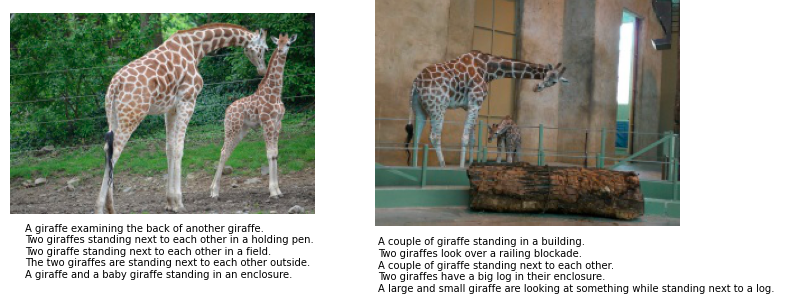 A giraffe examining the back of another giraffe.
Two giraffes standing next to each other in a holding pen.
Two giraffe standing next to each other in a field.
The two giraffes are standing next to each other outside.
A giraffe and a baby giraffe standing in an enclosure.
A couple of giraffe standing in a building.
Two giraffes look over a railing blockade.
A couple of giraffe standing next to each other.
Two giraffes have a big log in their enclosure.
A large and small giraffe are looking at something while standing next to a log.